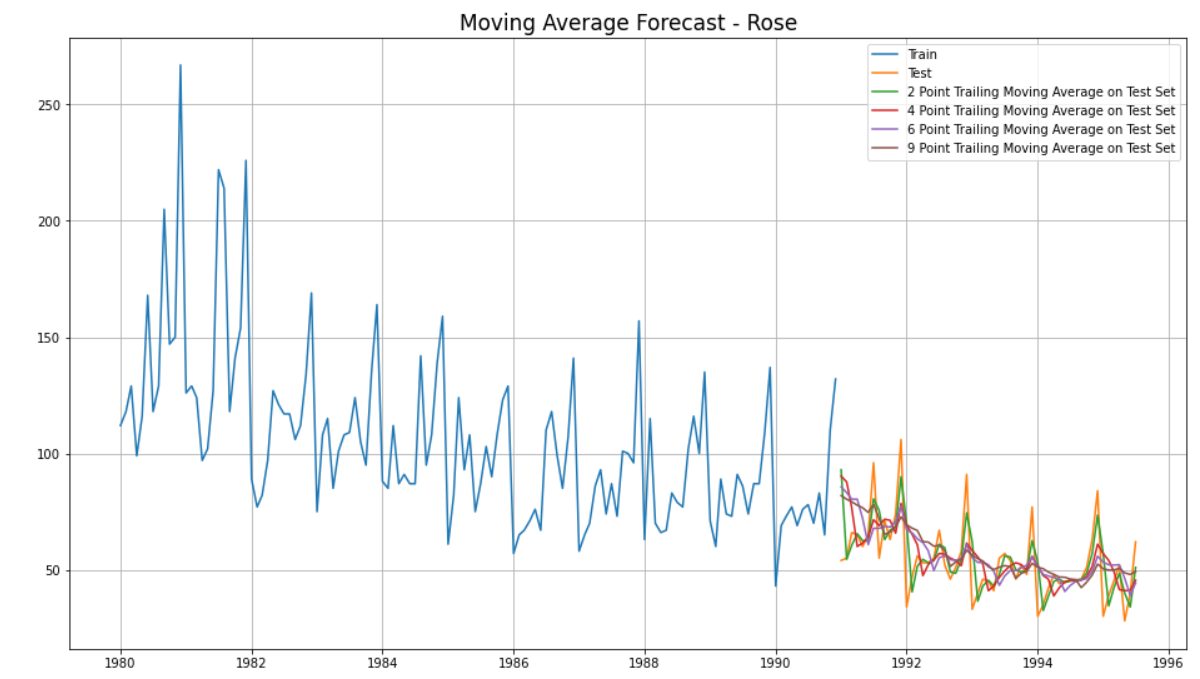 Moving Average Forecast - Rose
Train
Test
2 Point Trailing Moving Average on Test Set
4 Point Trailing Moving Average on Test Set
6 Point Trailing Moving Average on Test Set
9 Point Trailing Moving Average on Test Set
250
200
150
100
50
1980 1982 1984 1986 1988 1990 1992 1994 1996